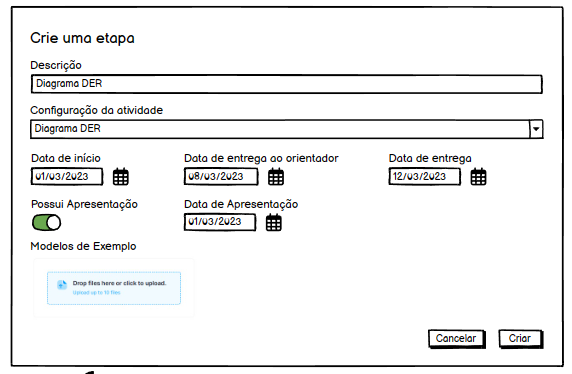 Crie uma etapa
Descrição
Diagrama DER
Configuração da atividade
Diagrama DER
Data de início Data de entrega ao orientador Data de entrega
01/03/2023 08/03/2023 12/03/2023
Possui Apresentação Data de Apresentação
01/03/2023
Modelos de Exemplo
Drop files here or click to upload.
Upload up to 10 files
Cancelar Criar